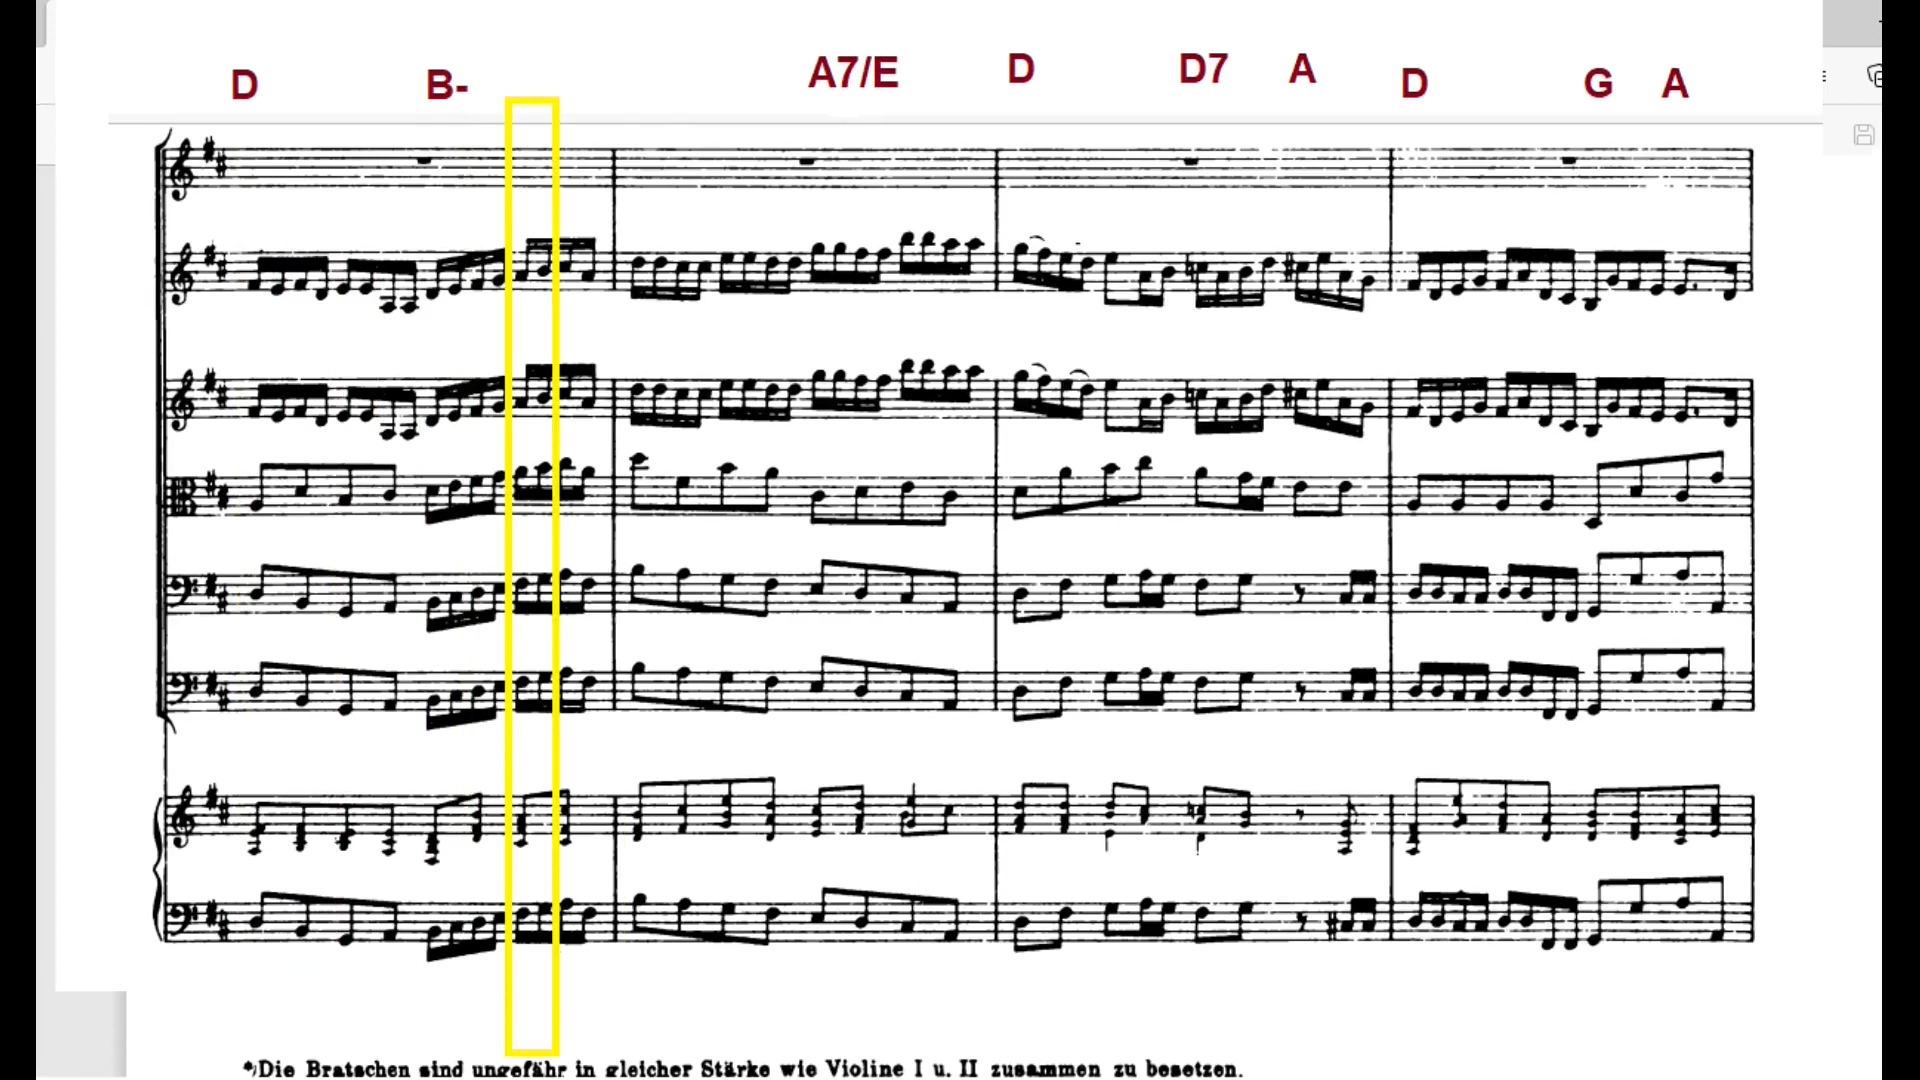 D B- A7/E D D7 A D G A
*)Die Bratschen sind ungefähr in gleicher Stärke wie Violine I u. II zusammen zu besetzen.